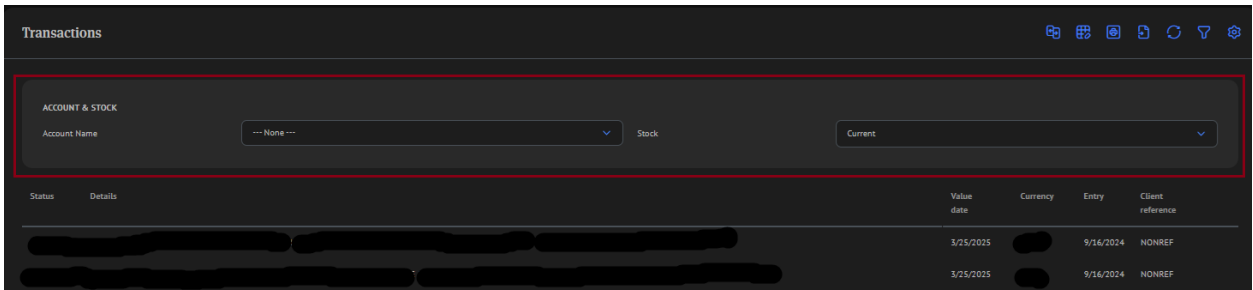 Transactions
ACCOUNT & STOCK
Account Name --- None --- Stock Current
Status Details Value date Currency Entry Client reference
3/25/2025 9/16/2024 NONREF
3/25/2025 9/16/2024 NONREF